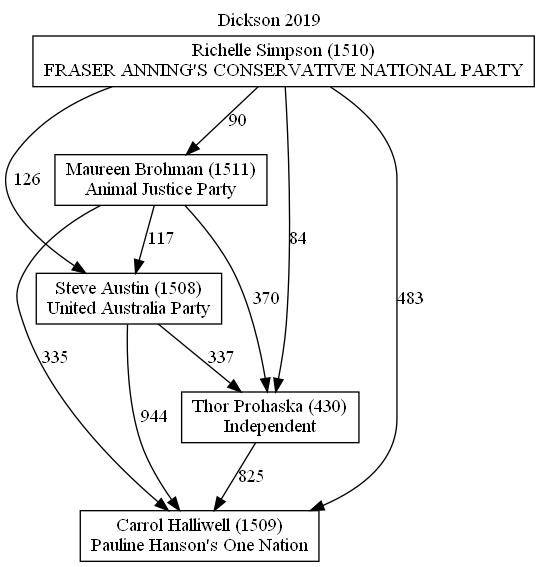 Dickson 2019
Richelle Simpson (1510)
FRASER ANNING'S CONSERVATIVE NATIONAL PARTY
90
Maureen Brohman (1511)
Animal Justice Party
126
117
84
Steve Austin (1508)
United Australia Party
370
483
335
337
944
Thor Prohaska (430)
Independent
825
Carrol Halliwell (1509)
Pauline Hanson's One Nation